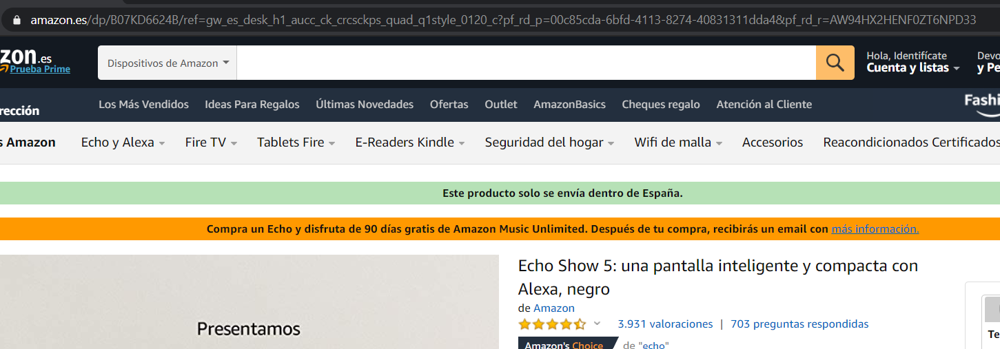 amazon.es/dp/B07KD6624B/ref=gw_es_desk_h1_aucc_ck_crcsckps_quad_q1style_0120_c?pf_rd_p=00c85cda-6bfd-4113-8274-40831311dda4&pf_rd_r=AW94HX2HENF0ZT6NPD33
zon.es
Prueba Prime
Dispositivos de Amazon
Hola, Identifícate
Cuenta y listas
Devo
y Pe
rección
Los Más Vendidos Ideas Para Regalos Últimas Novedades Ofertas Outlet AmazonBasics Cheques regalo Atención al Cliente
Fashi
s Amazon Echo y Alexa Fire TV Tablets Fire E-Readers Kindle Seguridad del hogar Wifi de malla Accesorios Reacondicionados Certificados
Este producto solo se envía dentro de España.
Compra un Echo y disfruta de 90 días gratis de Amazon Music Unlimited. Después de tu compra, recibirás un email con más información.
Presentamos
Echo Show 5: una pantalla inteligente y compacta con
Alexa, negro
de Amazon
3.931 valoraciones | 703 preguntas respondidas
Amazon's Choice de "echo"
Te